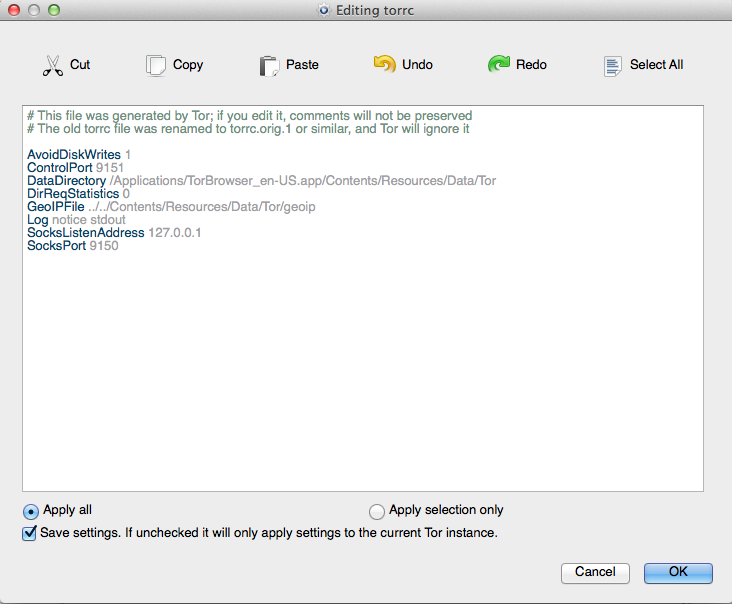 Editing torrc
Cut Copy Paste Undo Redo Select All
# This file was generated by Tor; if you edit it, comments will not be preserved
# The old torrc file was renamed to torrc.orig.1 or similar, and Tor will ignore it
AvoidDiskWrites 1
ControlPort 9151
DataDirectory /Applications/TorBrowser_en-US.app/Contents/Resources/Data/Tor
DirReqStatistics 0
GeoIPFile ../../Contents/Resources/Data/Tor/geoip
Log notice stdout
SocksListenAddress 127.0.0.1
SocksPort 9150
Apply all Apply selection only
Save settings. If unchecked it will only apply settings to the current Tor instance.
Cancel OK